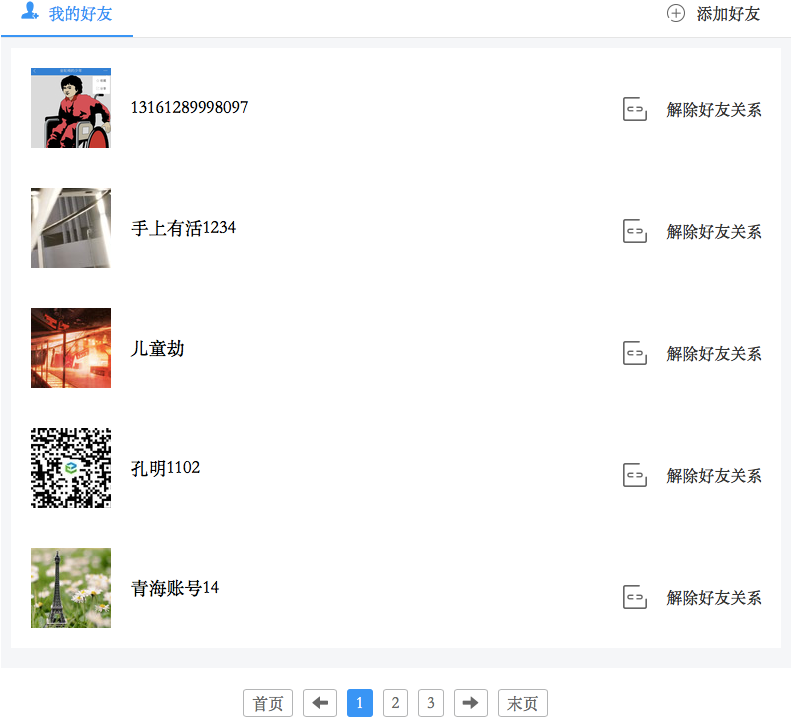 我的好友
添加好友
13161289998097
解除好友关系
手上有活1234
解除好友关系
儿童劫
解除好友关系
孔明1102
解除好友关系
青海账号14
解除好友关系
首页 1 2 3 末页